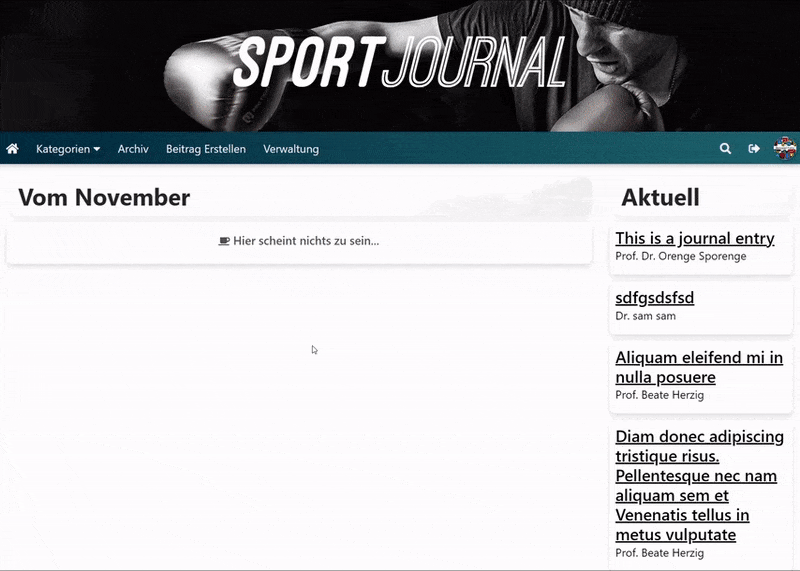 SPORTJOURNAL
Kategorien
Archiv
Beitrag Erstellen
Verwaltung
Vom November
Hier scheint nichts zu sein...
Aktuell
This is a journal entry
Prof. Dr. Orenge Sporenge
sdfgsdsfsd
Dr. sam sam
Aliquam eleifend mi in
nulla posuere
Prof. Beate Herzig
Diam donec adipiscing
tristique risus.
Pellentesque nec nam
aliquam sem et
Venenatis tellus in
metus vulputate
Prof. Beate Herzig